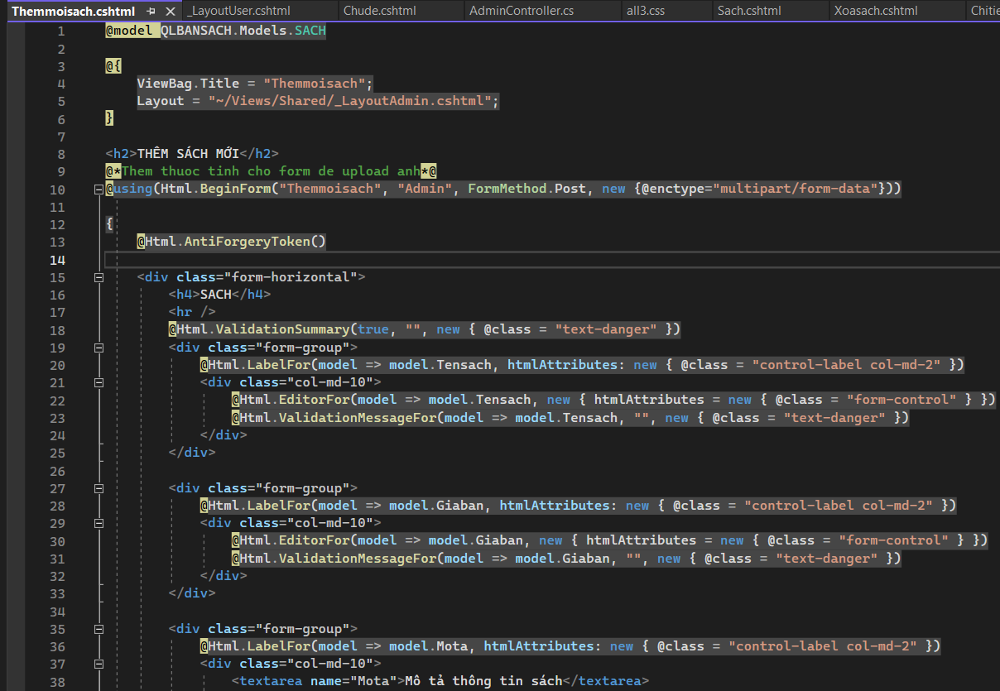 Themmoisach.cshtml _LayoutUser.cshtml Chude.cshtml AdminController.cs all3.css Sach.cshtml Xoasach.cshtml Chitie
1 @model QLBANSACH.Models.SACH
2
3 @{
4 ViewBag.Title = "Themmoisach";
5 Layout = "~/Views/Shared/_LayoutAdmin.cshtml";
6 }
7
8 <h2>THÊM SÁCH MỚI</h2>
9 @*Them thuoc tinh cho form de upload anh*@
10 @using(Html.BeginForm("Themmoisach", "Admin", FormMethod.Post, new {@enctype="multipart/form-data"}))
11
12 {
13 @Html.AntiForgeryToken()
14
15 <div class="form-horizontal">
16 <h4>SACH</h4>
17 <hr />
18 @Html.ValidationSummary(true, "", new { @class = "text-danger" })
19 <div class="form-group">
20 @Html.LabelFor(model => model.Tensach, htmlAttributes: new { @class = "control-label col-md-2" })
21 <div class="col-md-10">
22 @Html.EditorFor(model => model.Tensach, new { htmlAttributes = new { @class = "form-control" } })
23 @Html.ValidationMessageFor(model => model.Tensach, "", new { @class = "text-danger" })
24 </div>
25 </div>
26
27 <div class="form-group">
28 @Html.LabelFor(model => model.Giaban, htmlAttributes: new { @class = "control-label col-md-2" })
29 <div class="col-md-10">
30 @Html.EditorFor(model => model.Giaban, new { htmlAttributes = new { @class = "form-control" } })
31 @Html.ValidationMessageFor(model => model.Giaban, "", new { @class = "text-danger" })
32 </div>
33 </div>
34
35 <div class="form-group">
36 @Html.LabelFor(model => model.Mota, htmlAttributes: new { @class = "control-label col-md-2" })
37 <div class="col-md-10">
38 <textarea name="Mota">Mô tả thông tin sách</textarea>